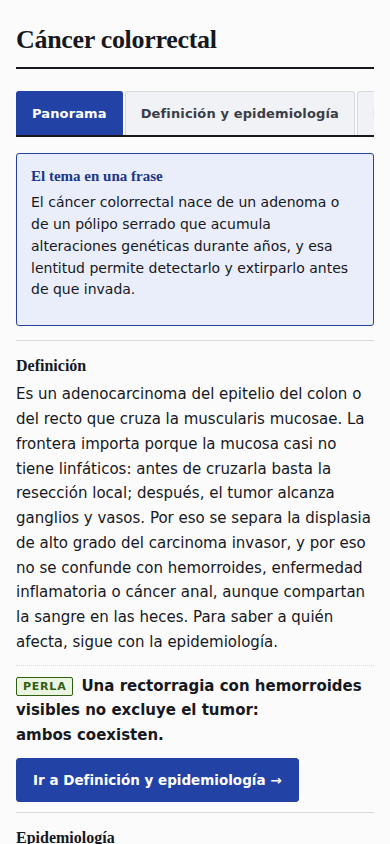 Cáncer colorrectal
Panorama
Definición y epidemiología
El tema en una frase
El cáncer colorrectal nace de un adenoma o
de un pólipo serrado que acumula
alteraciones genéticas durante años, y esa
lentitud permite detectarlo y extirparlo antes
de que invada.
Definición
Es un adenocarcinoma del epitelio del colon o
del recto que cruza la muscularis mucosae. La
frontera importa porque la mucosa casi no
tiene linfáticos: antes de cruzarla basta la
resección local; después, el tumor alcanza
ganglios y vasos. Por eso se separa la displasia
de alto grado del carcinoma invasor, y por eso
no se confunde con hemorroides, enfermedad
inflamatoria o cáncer anal, aunque compartan
la sangre en las heces. Para saber a quién
afecta, sigue con la epidemiología.
PERLA Una rectorragia con hemorroides
visibles no excluye el tumor:
ambos coexisten.
Ir a Definición y epidemiología →
Epidemiología